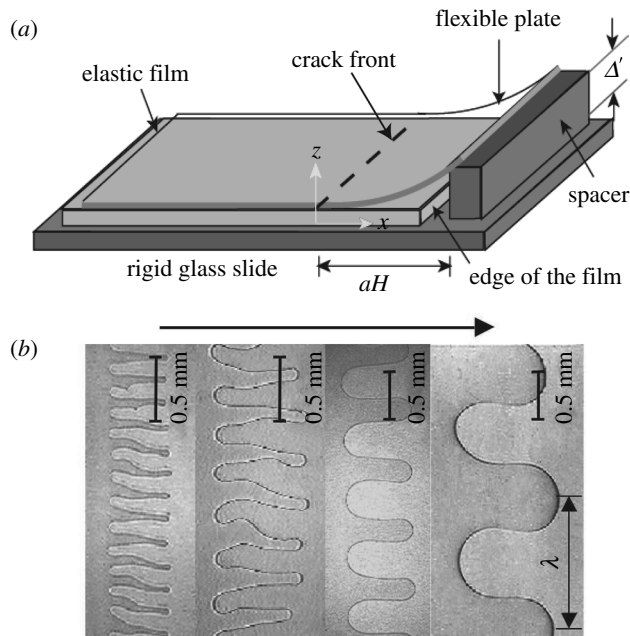 (a)
flexible plate
crack front
elastic film
Δ′
z
x
spacer
rigid glass slide
edge of the film
aH
(b)
0.5 mm
0.5 mm
0.5 mm
0.5 mm
λ